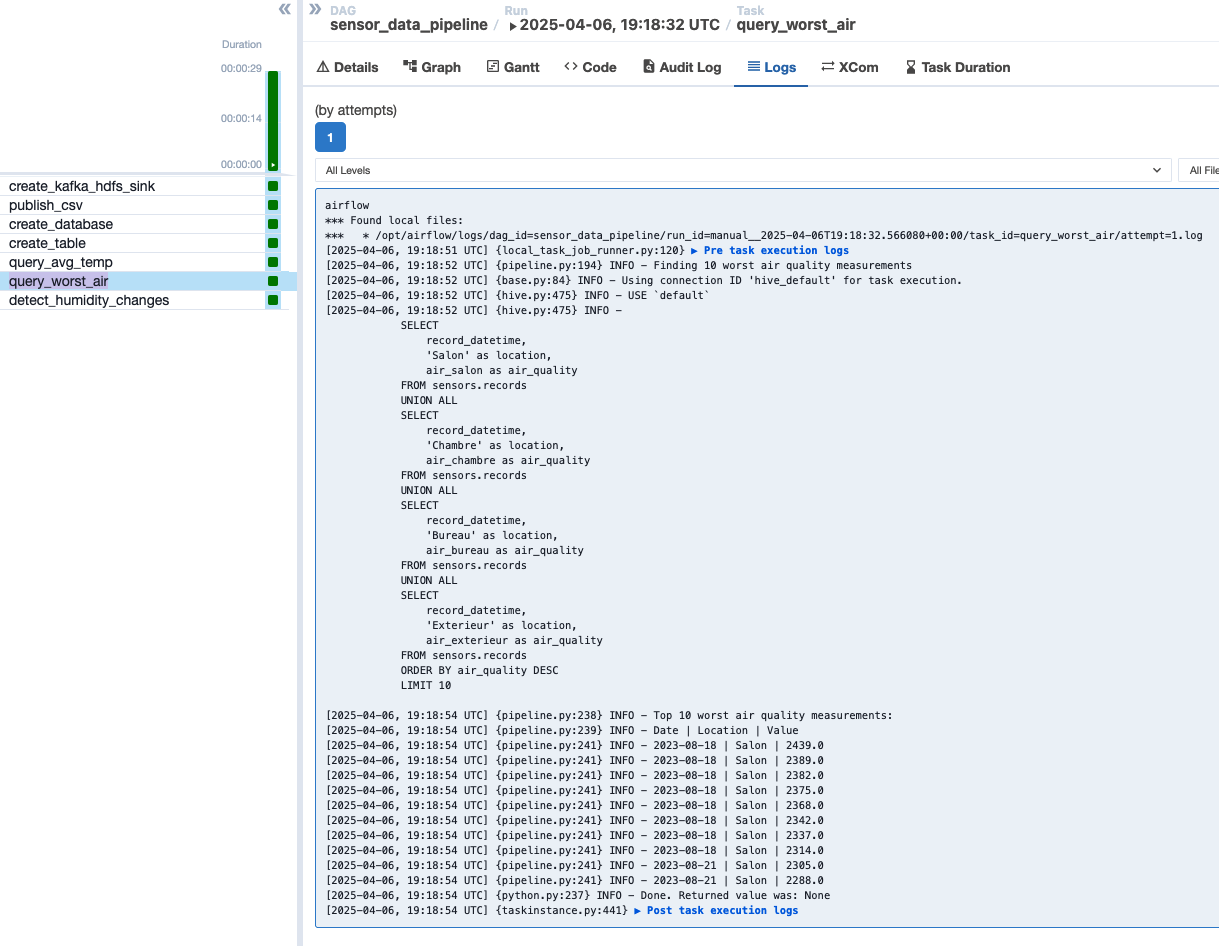 «
Duration
00:00:29
00:00:14
00:00:00
create_kafka_hdfs_sink
publish_csv
create_database
create_table
query_avg_temp
query_worst_air
detect_humidity_changes
»
DAG
sensor_data_pipeline /
Run
2025-04-06, 19:18:32 UTC /
Task
query_worst_air
Details Graph Gantt Code Audit Log Logs XCom Task Duration
(by attempts)
1
All Levels All File
airflow
*** Found local files:
***   * /opt/airflow/logs/dag_id=sensor_data_pipeline/run_id=manual__2025-04-06T19:18:32.566080+00:00/task_id=query_worst_air/attempt=1.log
[2025-04-06, 19:18:51 UTC] {local_task_job_runner.py:120} ▶ Pre task execution logs
[2025-04-06, 19:18:52 UTC] {pipeline.py:194} INFO - Finding 10 worst air quality measurements
[2025-04-06, 19:18:52 UTC] {base.py:84} INFO - Using connection ID 'hive_default' for task execution.
[2025-04-06, 19:18:52 UTC] {hive.py:475} INFO - USE `default`
[2025-04-06, 19:18:52 UTC] {hive.py:475} INFO -
SELECT
record_datetime,
'Salon' as location,
air_salon as air_quality
FROM sensors.records
UNION ALL
SELECT
record_datetime,
'Chambre' as location,
air_chambre as air_quality
FROM sensors.records
UNION ALL
SELECT
record_datetime,
'Bureau' as location,
air_bureau as air_quality
FROM sensors.records
UNION ALL
SELECT
record_datetime,
'Exterieur' as location,
air_exterieur as air_quality
FROM sensors.records
ORDER BY air_quality DESC
LIMIT 10
[2025-04-06, 19:18:54 UTC] {pipeline.py:238} INFO - Top 10 worst air quality measurements:
[2025-04-06, 19:18:54 UTC] {pipeline.py:239} INFO - Date | Location | Value
[2025-04-06, 19:18:54 UTC] {pipeline.py:241} INFO - 2023-08-18 | Salon | 2439.0
[2025-04-06, 19:18:54 UTC] {pipeline.py:241} INFO - 2023-08-18 | Salon | 2389.0
[2025-04-06, 19:18:54 UTC] {pipeline.py:241} INFO - 2023-08-18 | Salon | 2382.0
[2025-04-06, 19:18:54 UTC] {pipeline.py:241} INFO - 2023-08-18 | Salon | 2375.0
[2025-04-06, 19:18:54 UTC] {pipeline.py:241} INFO - 2023-08-18 | Salon | 2368.0
[2025-04-06, 19:18:54 UTC] {pipeline.py:241} INFO - 2023-08-18 | Salon | 2342.0
[2025-04-06, 19:18:54 UTC] {pipeline.py:241} INFO - 2023-08-18 | Salon | 2337.0
[2025-04-06, 19:18:54 UTC] {pipeline.py:241} INFO - 2023-08-18 | Salon | 2314.0
[2025-04-06, 19:18:54 UTC] {pipeline.py:241} INFO - 2023-08-21 | Salon | 2305.0
[2025-04-06, 19:18:54 UTC] {pipeline.py:241} INFO - 2023-08-21 | Salon | 2288.0
[2025-04-06, 19:18:54 UTC] {python.py:237} INFO - Done. Returned value was: None
[2025-04-06, 19:18:54 UTC] {taskinstance.py:441} ▶ Post task execution logs